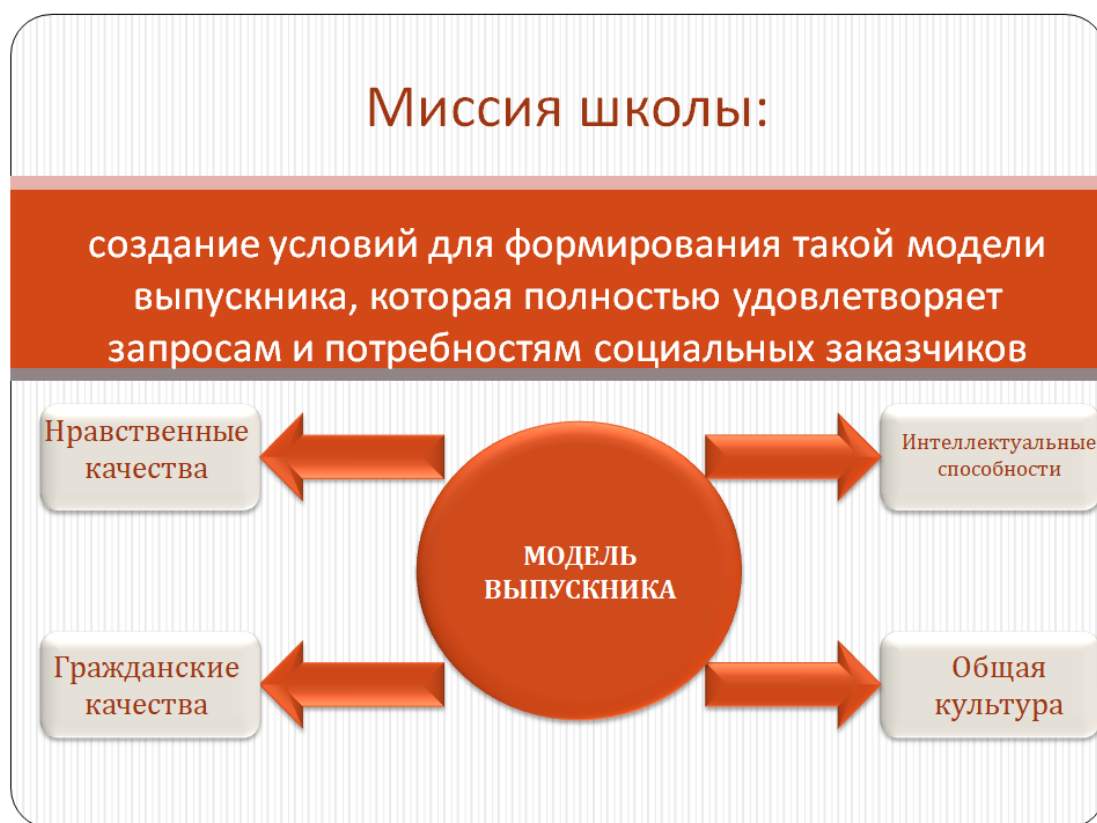 Миссия школы:
создание условий для формирования такой модели
выпускника, которая полностью удовлетворяет
запросам и потребностям социальных заказчиков
Нравственные
качества
Интеллектуальные
способности
МОДЕЛЬ
ВЫПУСКНИКА
Гражданские
качества
Общая
культура